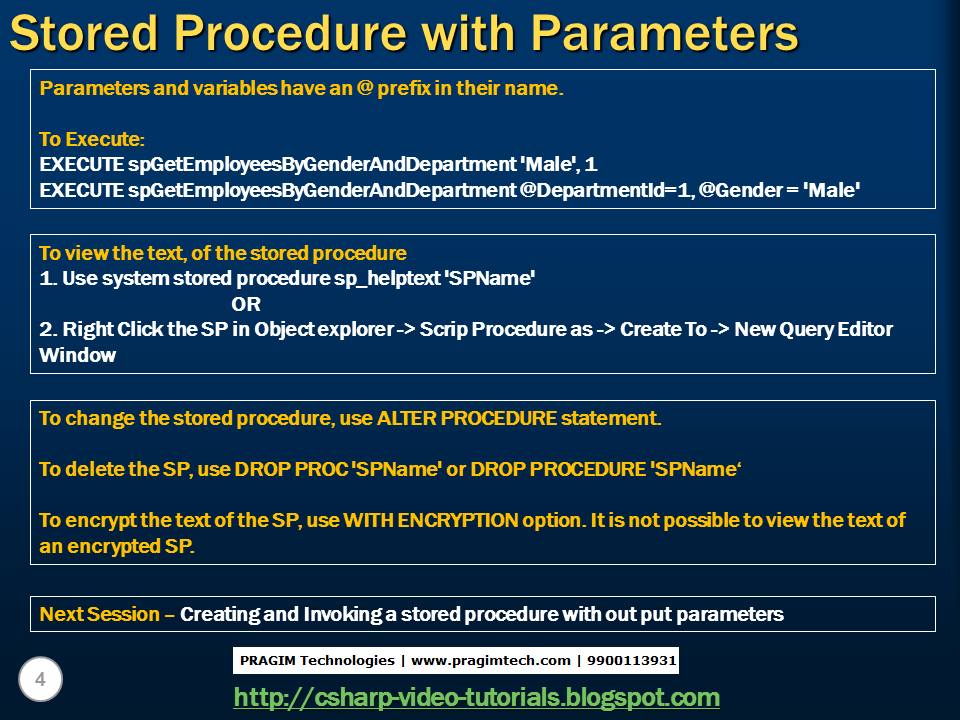 Stored Procedure with Parameters
Parameters and variables have an @ prefix in their name.
To Execute:
EXECUTE spGetEmployeesByGenderAndDepartment 'Male', 1
EXECUTE spGetEmployeesByGenderAndDepartment @DepartmentId=1, @Gender = 'Male'
To view the text, of the stored procedure
1. Use system stored procedure sp_helptext 'SPName'
OR
2. Right Click the SP in Object explorer -> Scrip Procedure as -> Create To -> New Query Editor
Window
To change the stored procedure, use ALTER PROCEDURE statement.
To delete the SP, use DROP PROC 'SPName' or DROP PROCEDURE 'SPName‘
To encrypt the text of the SP, use WITH ENCRYPTION option. It is not possible to view the text of
an encrypted SP.
Next Session – Creating and Invoking a stored procedure with out put parameters
PRAGIM Technologies | www.pragimtech.com | 9900113931
4
http://csharp-video-tutorials.blogspot.com